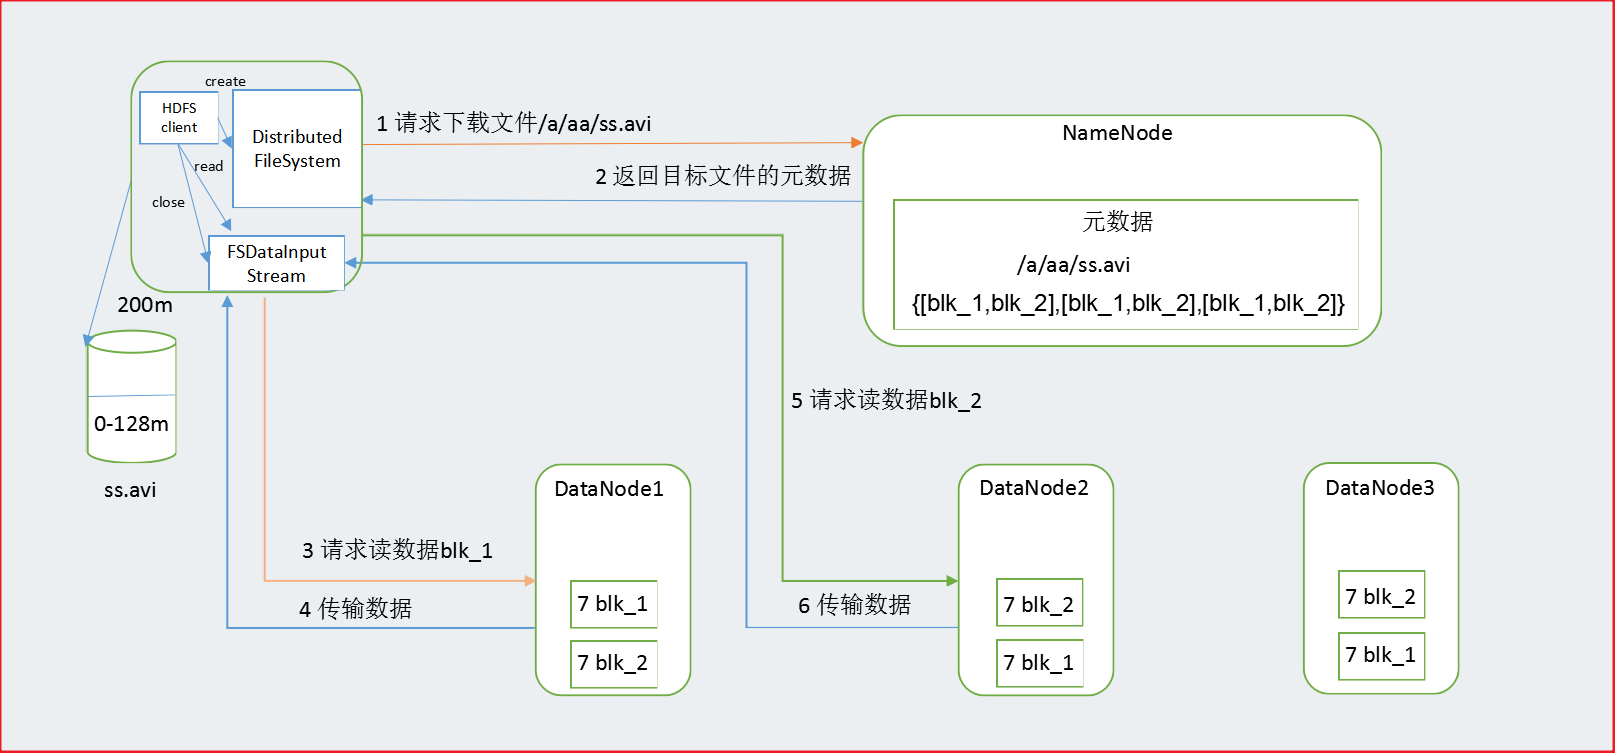 create
HDFS
client
Distributed
FileSystem
read
close
FSDataInput
Stream
1 请求下载文件/a/aa/ss.avi
2 返回目标文件的元数据
NameNode
元数据
/a/aa/ss.avi
{[blk_1,blk_2],[blk_1,blk_2],[blk_1,blk_2]}
200m
0-128m
ss.avi
5 请求读数据blk_2
3 请求读数据blk_1
4 传输数据
6 传输数据
DataNode1
7 blk_1
7 blk_2
DataNode2
7 blk_2
7 blk_1
DataNode3
7 blk_2
7 blk_1